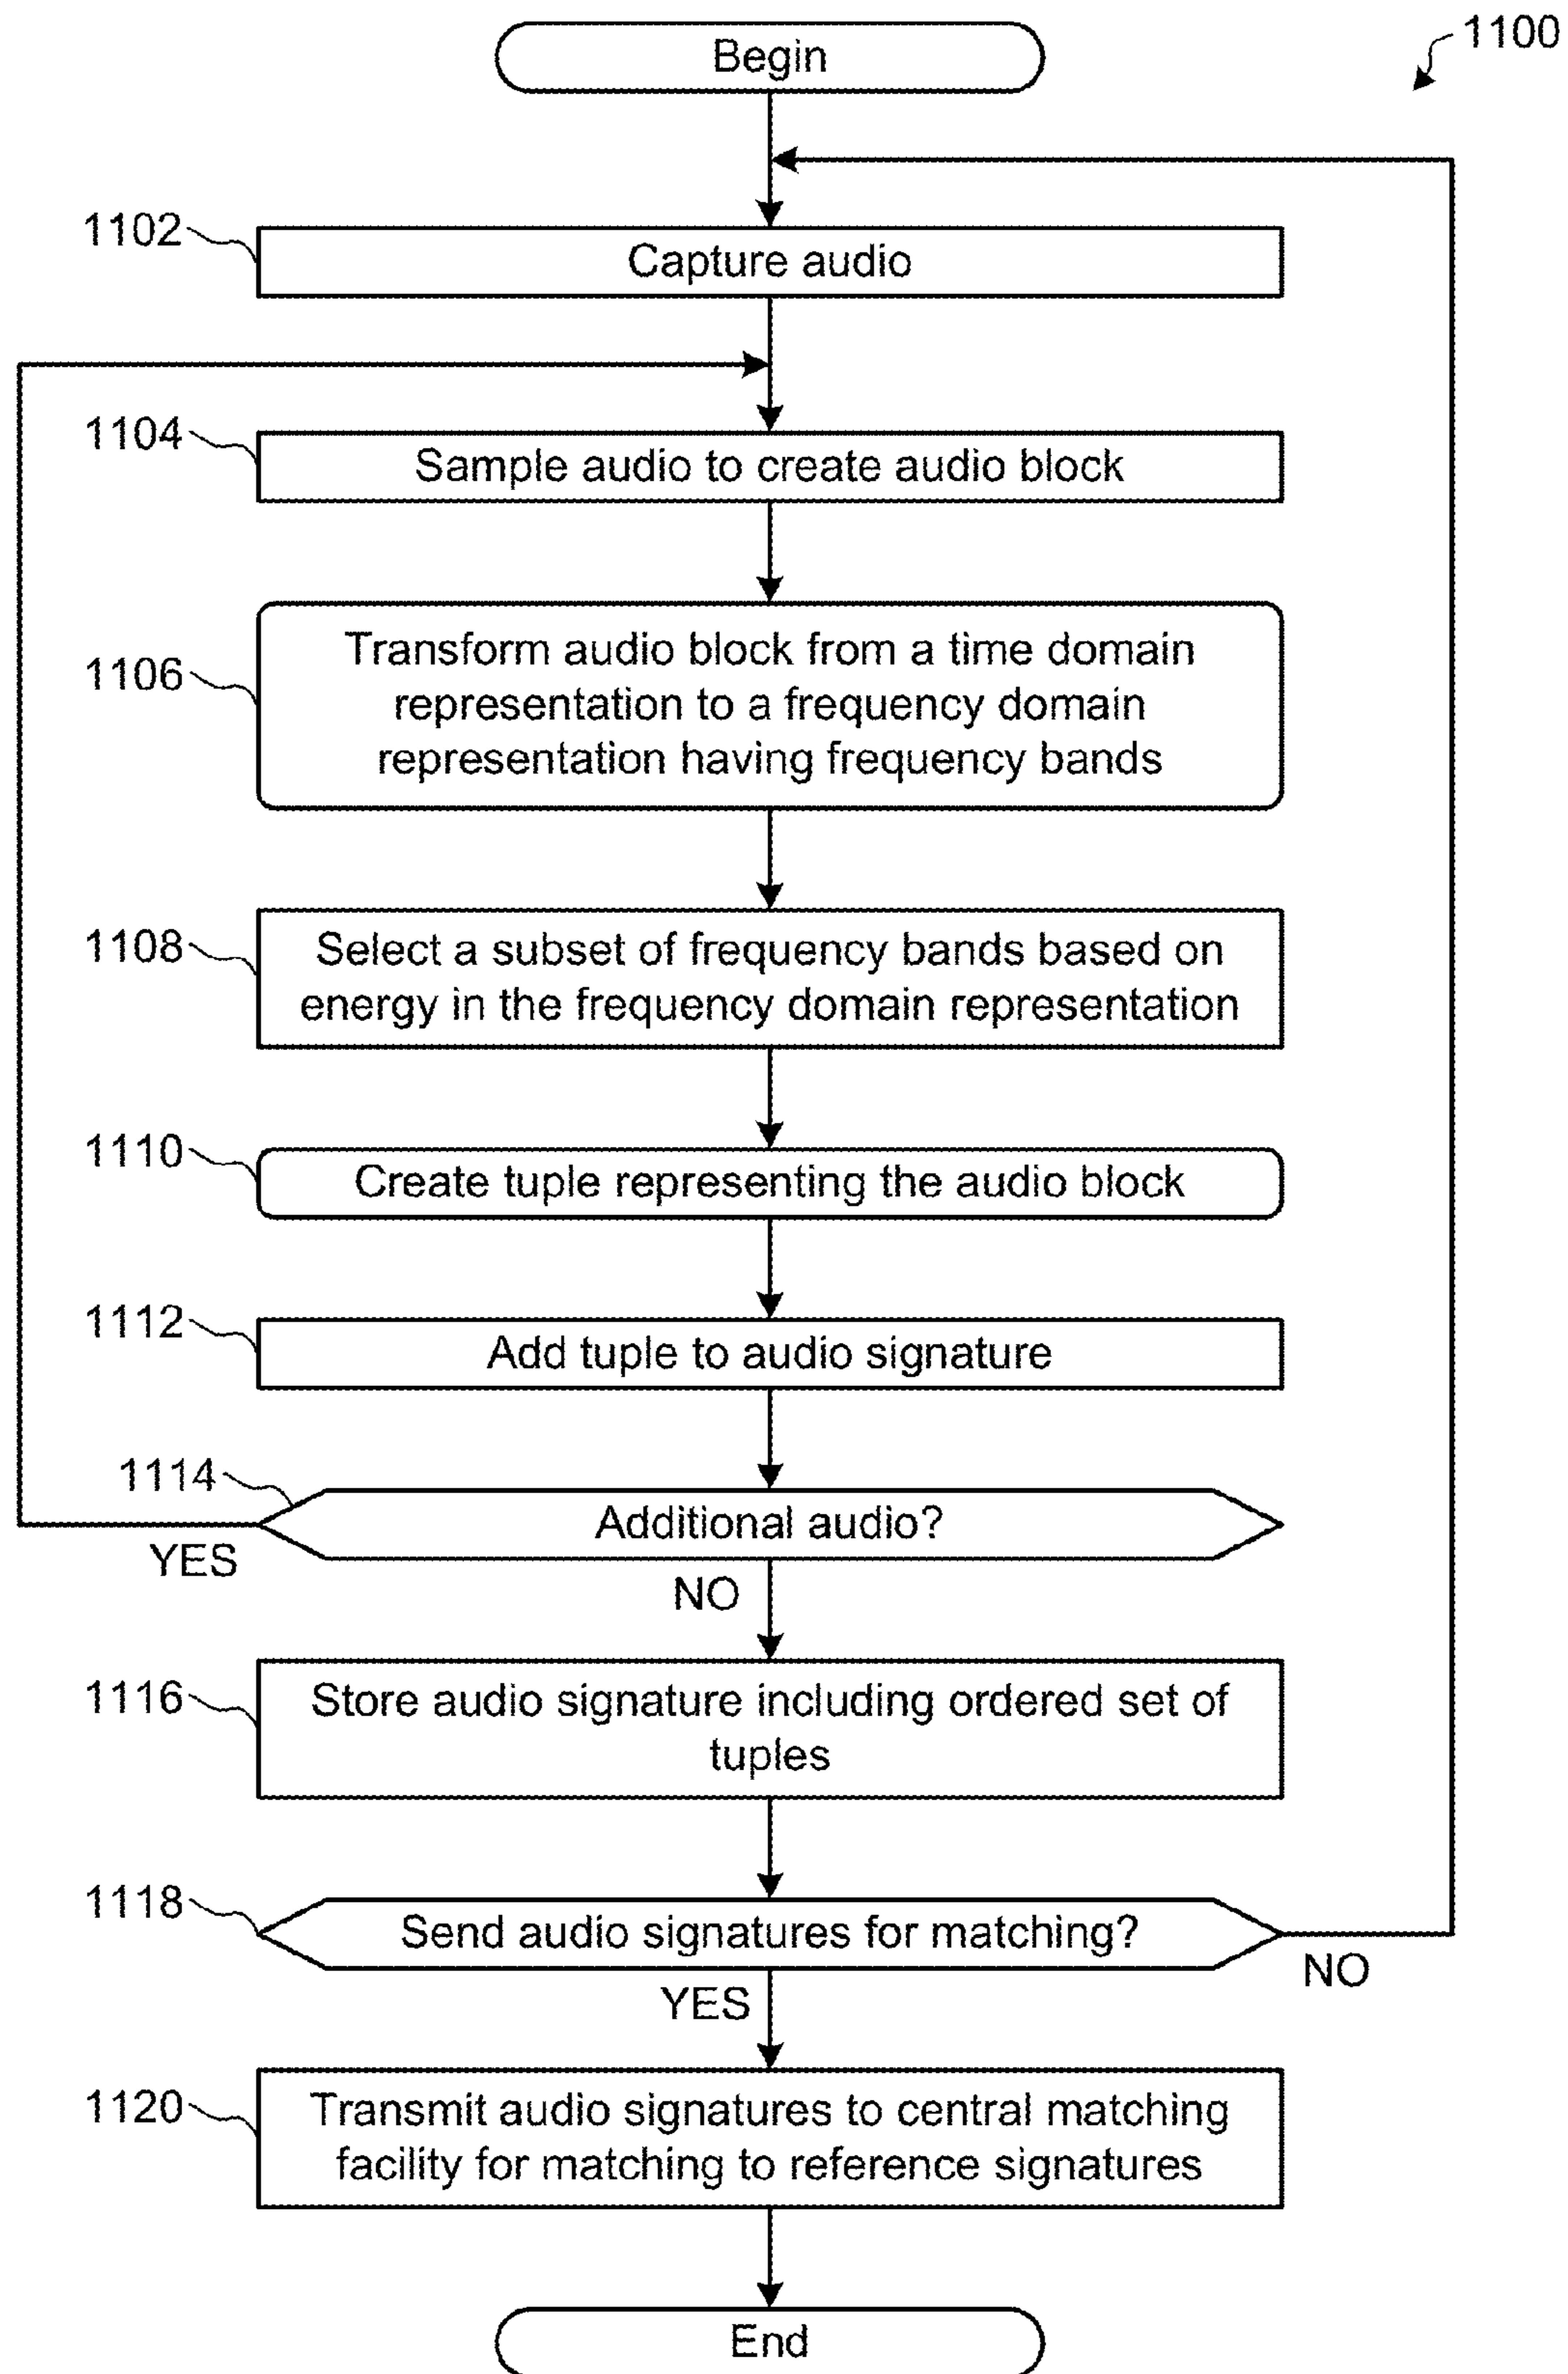 1100
Begin
1102
Capture audio
1104
Sample audio to create audio block
1106
Transform audio block from a time domain
representation to a frequency domain
representation having frequency bands
1108
Select a subset of frequency bands based on
energy in the frequency domain representation
1110
Create tuple representing the audio block
1112
Add tuple to audio signature
1114
Additional audio?
YES
NO
1116
Store audio signature including ordered set of
tuples
1118
Send audio signatures for matching?
NO
YES
1120
Transmit audio signatures to central matching
facility for matching to reference signatures
End